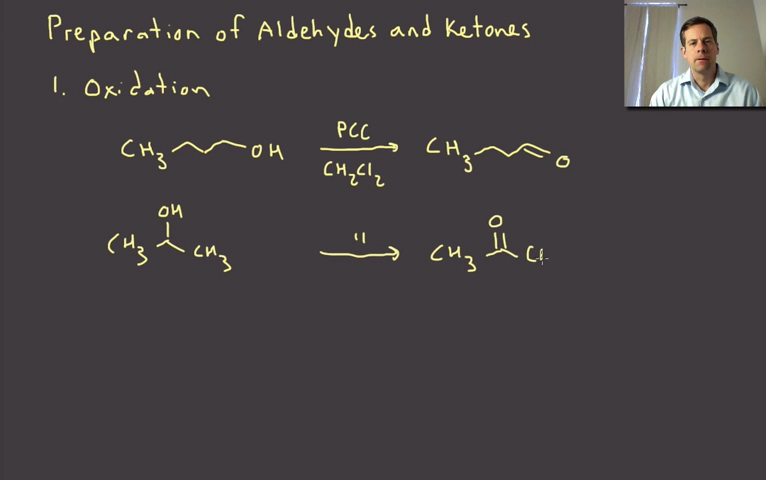 Preparation of Aldehydes and Ketones
1. Oxidation
CH3 OH PCC CH2Cl2 CH3 O
OH CH3 CH3 " O CH3 C